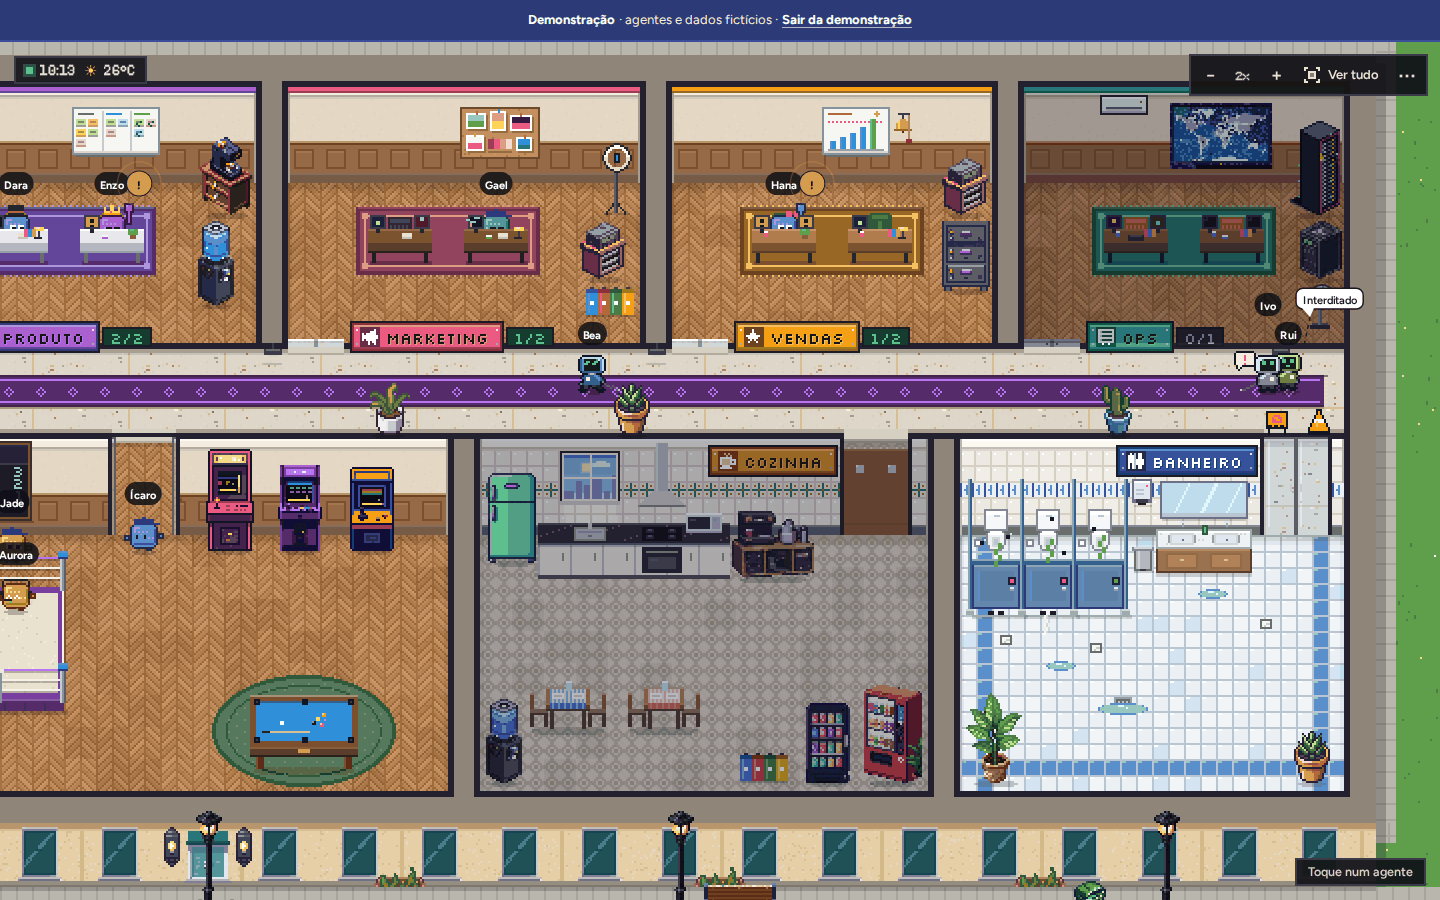 Demonstração · agentes e dados fictícios · Sair da demonstração
10:13 26ºC
− 2x + Ver tudo ···
Dara
Enzo !
Gael
Hana !
Ivo
Interditado
Bea
Rui
PRODUTO 2/2
MARKETING 1/2
VENDAS 1/2
OPS 0/1
!
COZINHA
BANHEIRO
Jade
Ícaro
Aurora
Toque num agente